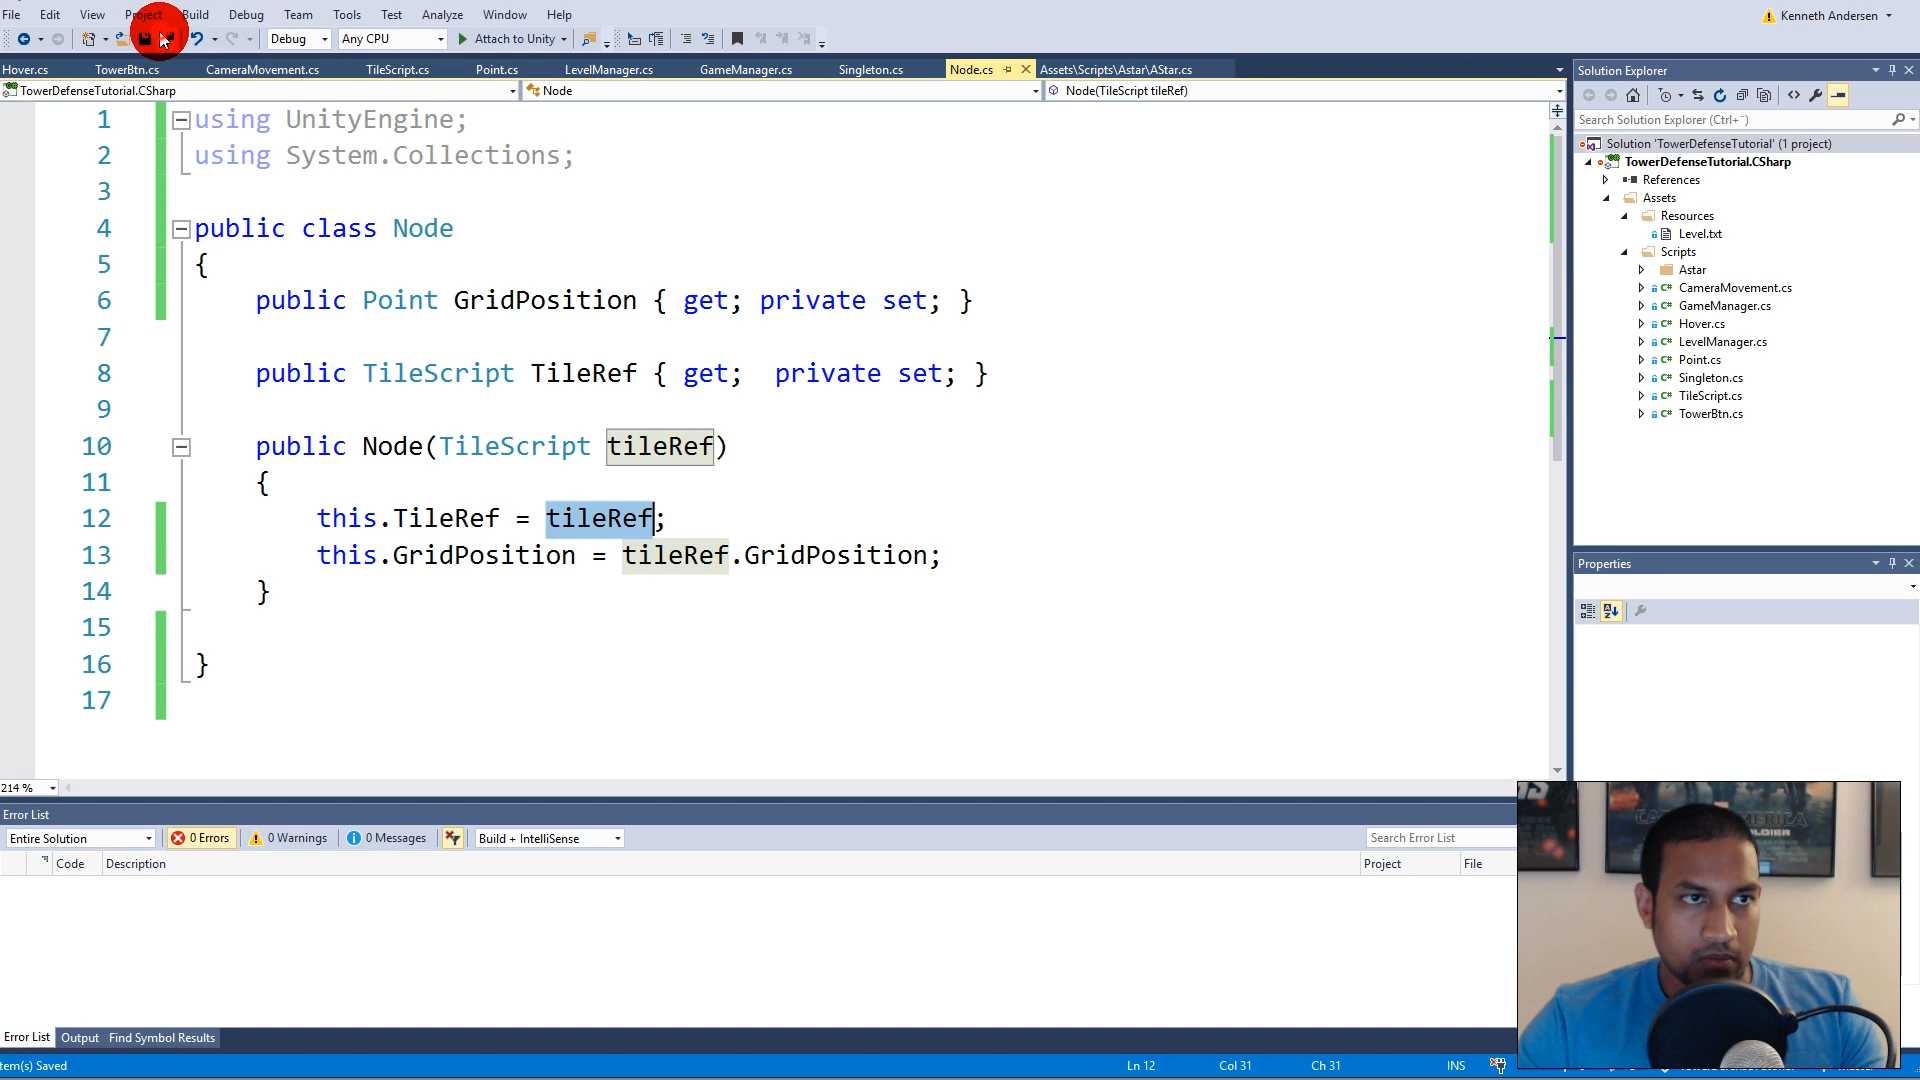 File Edit View Project Build Debug Team Tools Test Analyze Window Help Kenneth Andersen
Debug Any CPU Attach to Unity
Hover.cs TowerBtn.cs CameraMovement.cs TileScript.cs Point.cs LevelManager.cs GameManager.cs Singleton.cs Node.cs Assets\Scripts\Astar\AStar.cs
TowerDefenseTutorial.CSharp Node Node(TileScript tileRef)
1 using UnityEngine;
2 using System.Collections;
3
4 public class Node
5 {
6 public Point GridPosition { get; private set; }
7
8 public TileScript TileRef { get;  private set; }
9
10 public Node(TileScript tileRef)
11 {
12 this.TileRef = tileRef;
13 this.GridPosition = tileRef.GridPosition;
14 }
15
16 }
17
214 %
Solution Explorer
Search Solution Explorer (Ctrl+¨)
Solution 'TowerDefenseTutorial' (1 project)
TowerDefenseTutorial.CSharp
References
Assets
Resources
Level.txt
Scripts
Astar
CameraMovement.cs
GameManager.cs
Hover.cs
LevelManager.cs
Point.cs
Singleton.cs
TileScript.cs
TowerBtn.cs
Properties
Error List
Entire Solution 0 Errors 0 Warnings 0 Messages Build + IntelliSense Search Error List
Code Description Project File
Error List Output Find Symbol Results
tem(s) Saved Ln 12 Col 31 Ch 31 INS